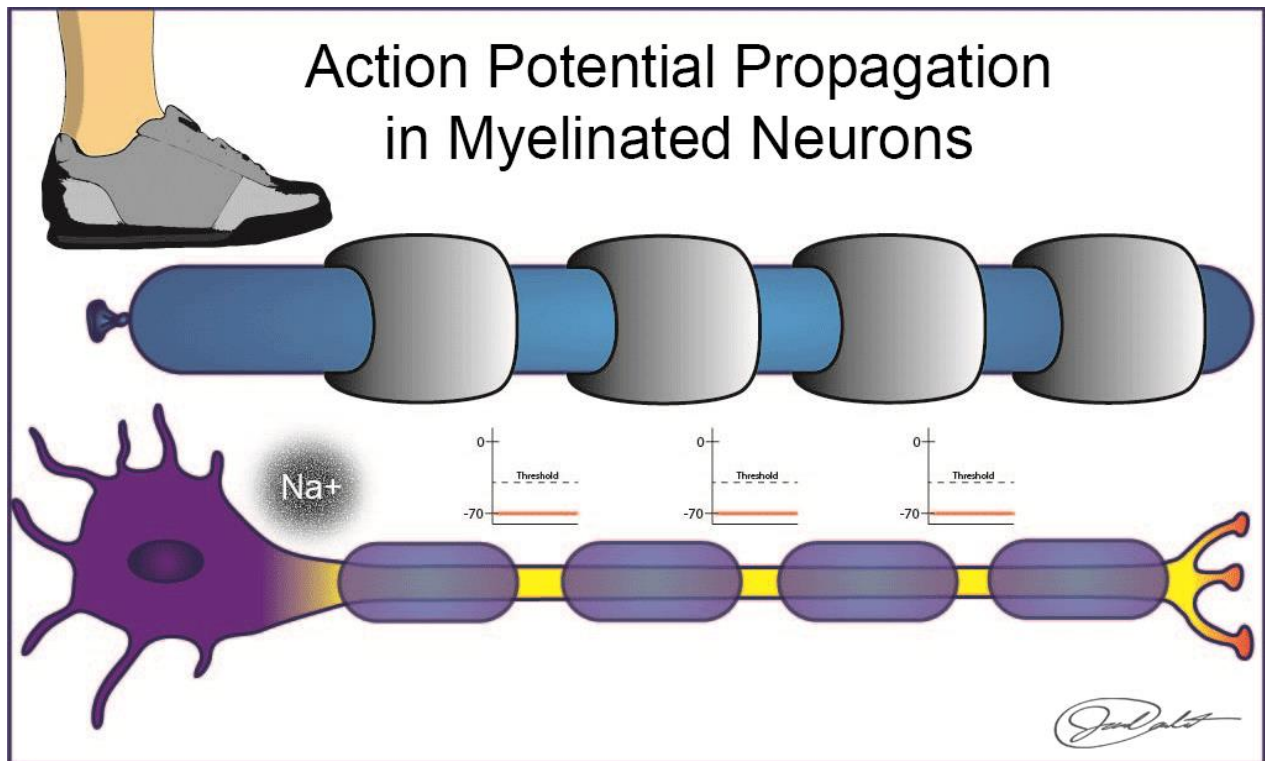 Action Potential Propagation
in Myelinated Neurons
Na+
0
Threshold
-70
0
Threshold
-70
0
Threshold
-70